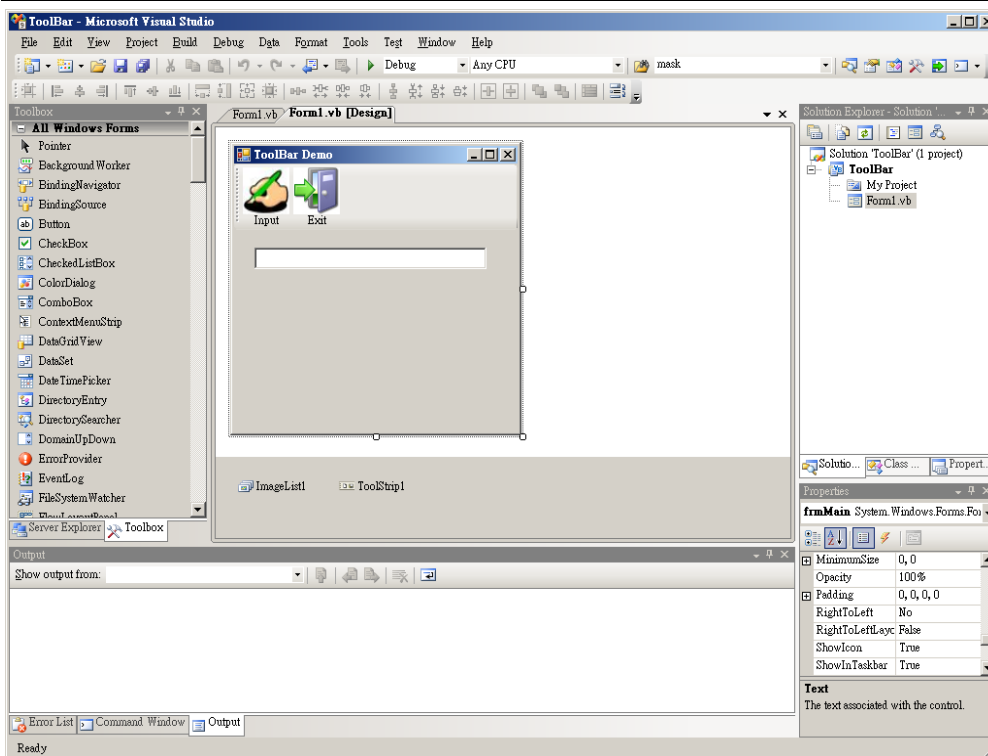 ToolBar - Microsoft Visual Studio
File Edit View Project Build Debug Data Format Tools Test Window Help
Debug Any CPU mask
Toolbox
All Windows Forms
Pointer
BackgroundWorker
BindingNavigator
BindingSource
Button
CheckBox
CheckedListBox
ColorDialog
ComboBox
ContextMenuStrip
DataGridView
DataSet
DateTimePicker
DirectoryEntry
DirectorySearcher
DomainUpDown
ErrorProvider
EventLog
FileSystemWatcher
Server Explorer Toolbox
Form1.vb Form1.vb [Design]
ToolBar Demo
Input Exit
ImageList1 ToolStrip1
Solution Explorer - Solution '...
Solution 'ToolBar' (1 project)
ToolBar
My Project
Form1.vb
Solutio... Class ... Propert...
Properties
frmMain System.Windows.Forms.For
MinimumSize 0, 0
Opacity 100%
Padding 0, 0, 0, 0
RightToLeft No
RightToLeftLayc False
ShowIcon True
ShowInTaskbar True
Text
The text associated with the control.
Output
Show output from:
Error List Command Window Output
Ready